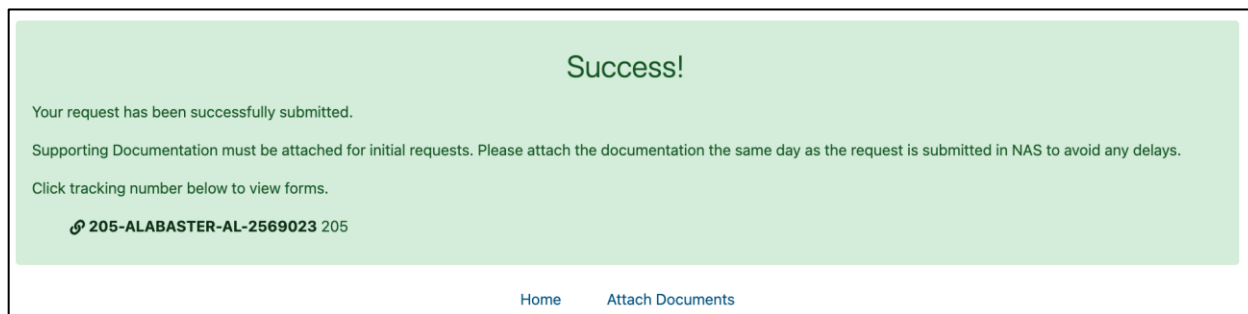 Success!
Your request has been successfully submitted.
Supporting Documentation must be attached for initial requests. Please attach the documentation the same day as the request is submitted in NAS to avoid any delays.
Click tracking number below to view forms.
205-ALABASTER-AL-2569023 205
Home Attach Documents